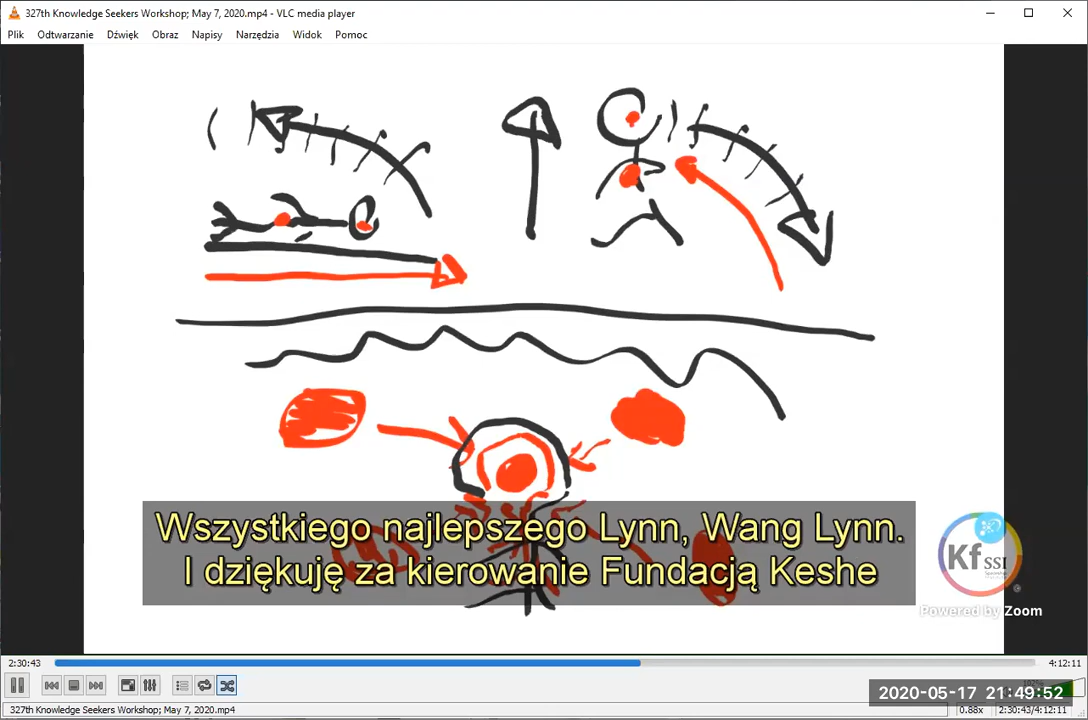 327th Knowledge Seekers Workshop; May 7, 2020.mp4 - VLC media player
Plik Odtwarzanie Dźwięk Obraz Napisy Narzędzia Widok Pomoc
Wszystkiego najlepszego Lynn, Wang Lynn.
I dziękuję za kierowanie Fundacją Keshe
Kf SSI
Powered by Zoom
2:30:43 4:12:11
102%
2020-05-17 21:49:52
327th Knowledge Seekers Workshop; May 7, 2020.mp4 0.88x 2:30:43/4:12:11